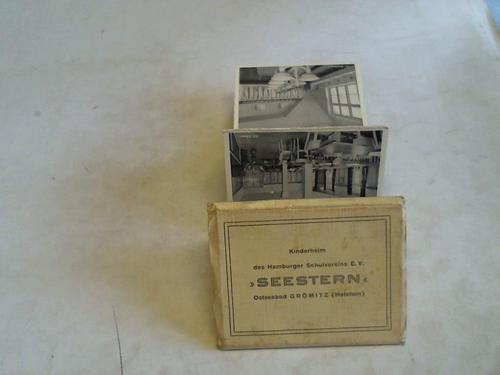 Kinderheim
des Hamburger Schulvereins E. V.
»SEESTERN«
Ostseebad GRÖMITZ (Holstein)